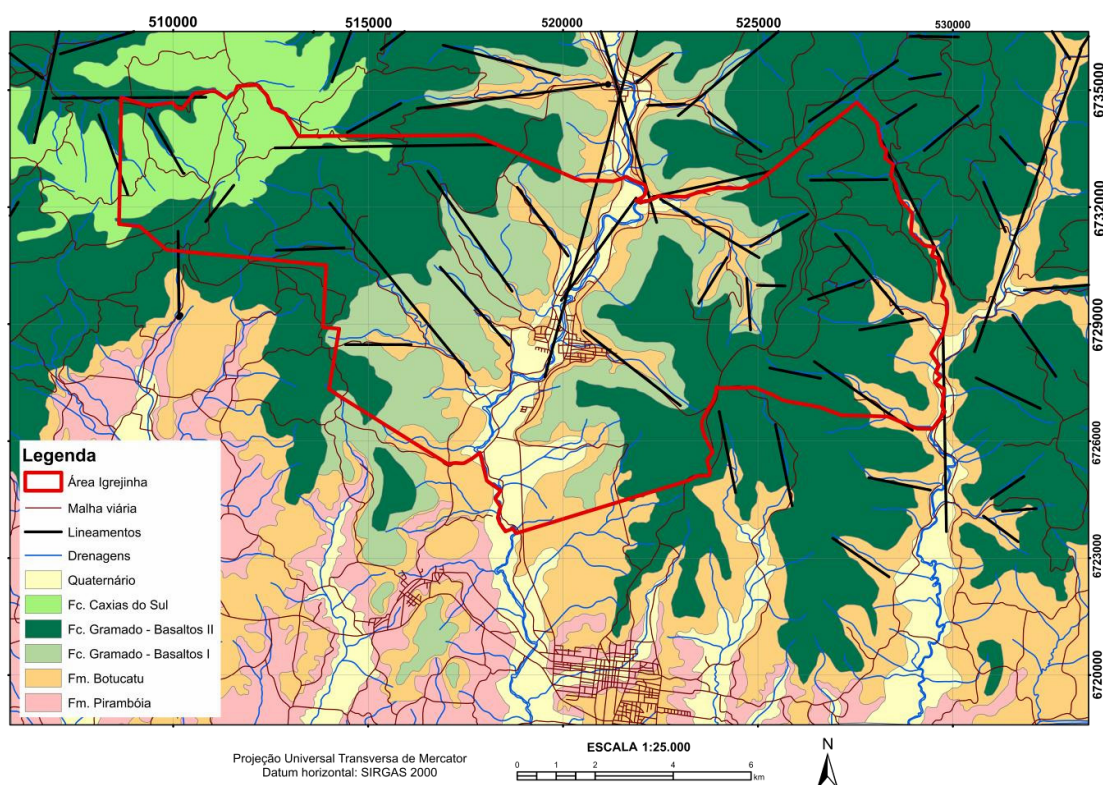 510000 515000 520000 525000 530000
6735000
6732000
6729000
6726000
6723000
6720000
Legenda
Área Igrejinha
Malha viária
Lineamentos
Drenagens
Quaternário
Fc. Caxias do Sul
Fc. Gramado - Basaltos II
Fc. Gramado - Basaltos I
Fm. Botucatu
Fm. Pirambóia
Projeção Universal Transversa de Mercator
Datum horizontal: SIRGAS 2000
ESCALA 1:25.000
0 1 2 4 6
km
N